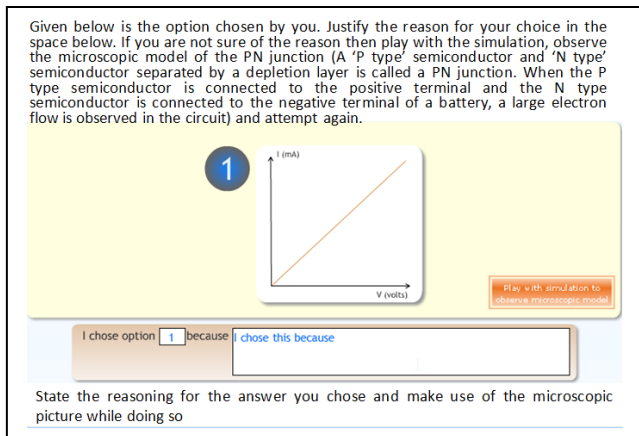 Given below is the option chosen by you. Justify the reason for your choice in the
space below. If you are not sure of the reason then play with the simulation, observe
the microscopic model of the PN junction (A ‘P type’ semiconductor and ‘N type’
semiconductor separated by a depletion layer is called a PN junction. When the P
type semiconductor is connected to the positive terminal and the N type
semiconductor is connected to the negative terminal of a battery, a large electron
flow is observed in the circuit) and attempt again.
1
I (mA)
V (volts)
Play with simulation to
observe microscopic model
I chose option 1 because I chose this because
State the reasoning for the answer you chose and make use of the microscopic
picture while doing so